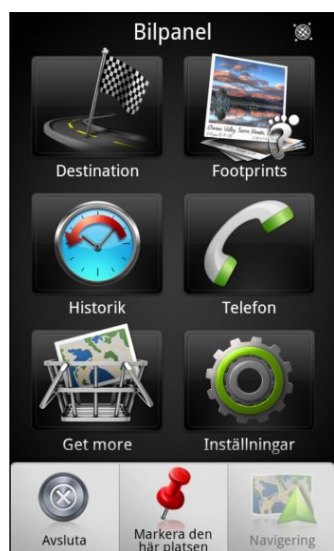 Bilpanel
Destination
Footprints
Historik
Telefon
Get more
Inställningar
Avsluta
Markera den
här platsen
Navigering